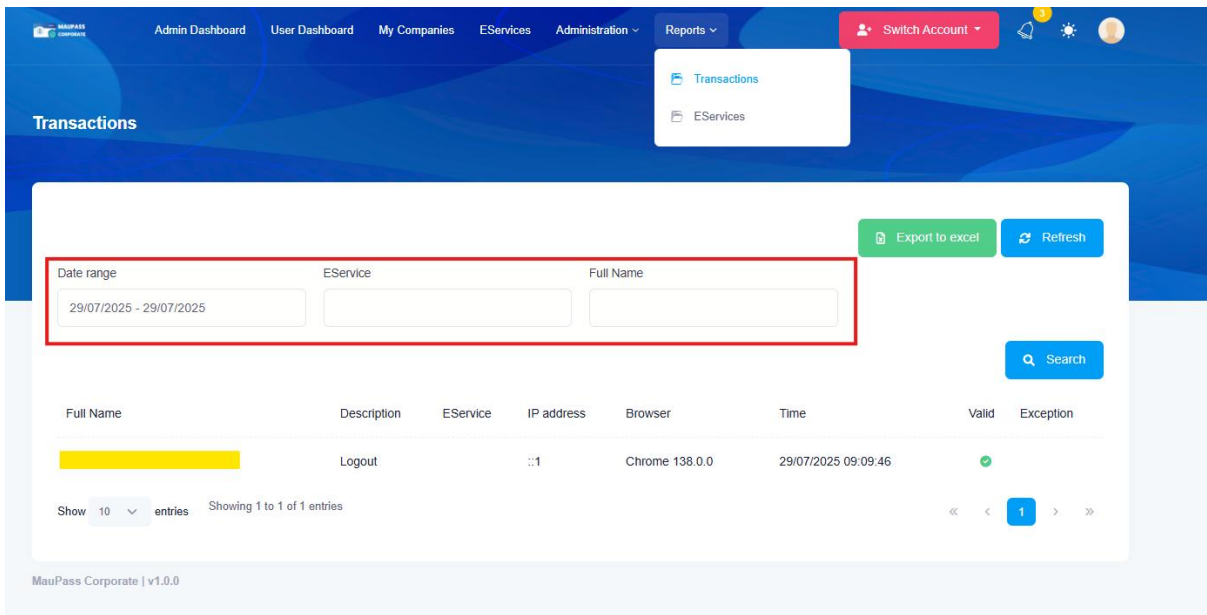 MAUPASS CORPORATE
Admin Dashboard User Dashboard My Companies EServices Administration Reports Switch Account 3
Transactions
EServices
Transactions
Export to excel Refresh
Date range EService Full Name
29/07/2025 - 29/07/2025
Search
Full Name Description EService IP address Browser Time Valid Exception
Logout ::1 Chrome 138.0.0 29/07/2025 09:09:46
Show 10 entries Showing 1 to 1 of 1 entries « < 1 > »
MauPass Corporate | v1.0.0